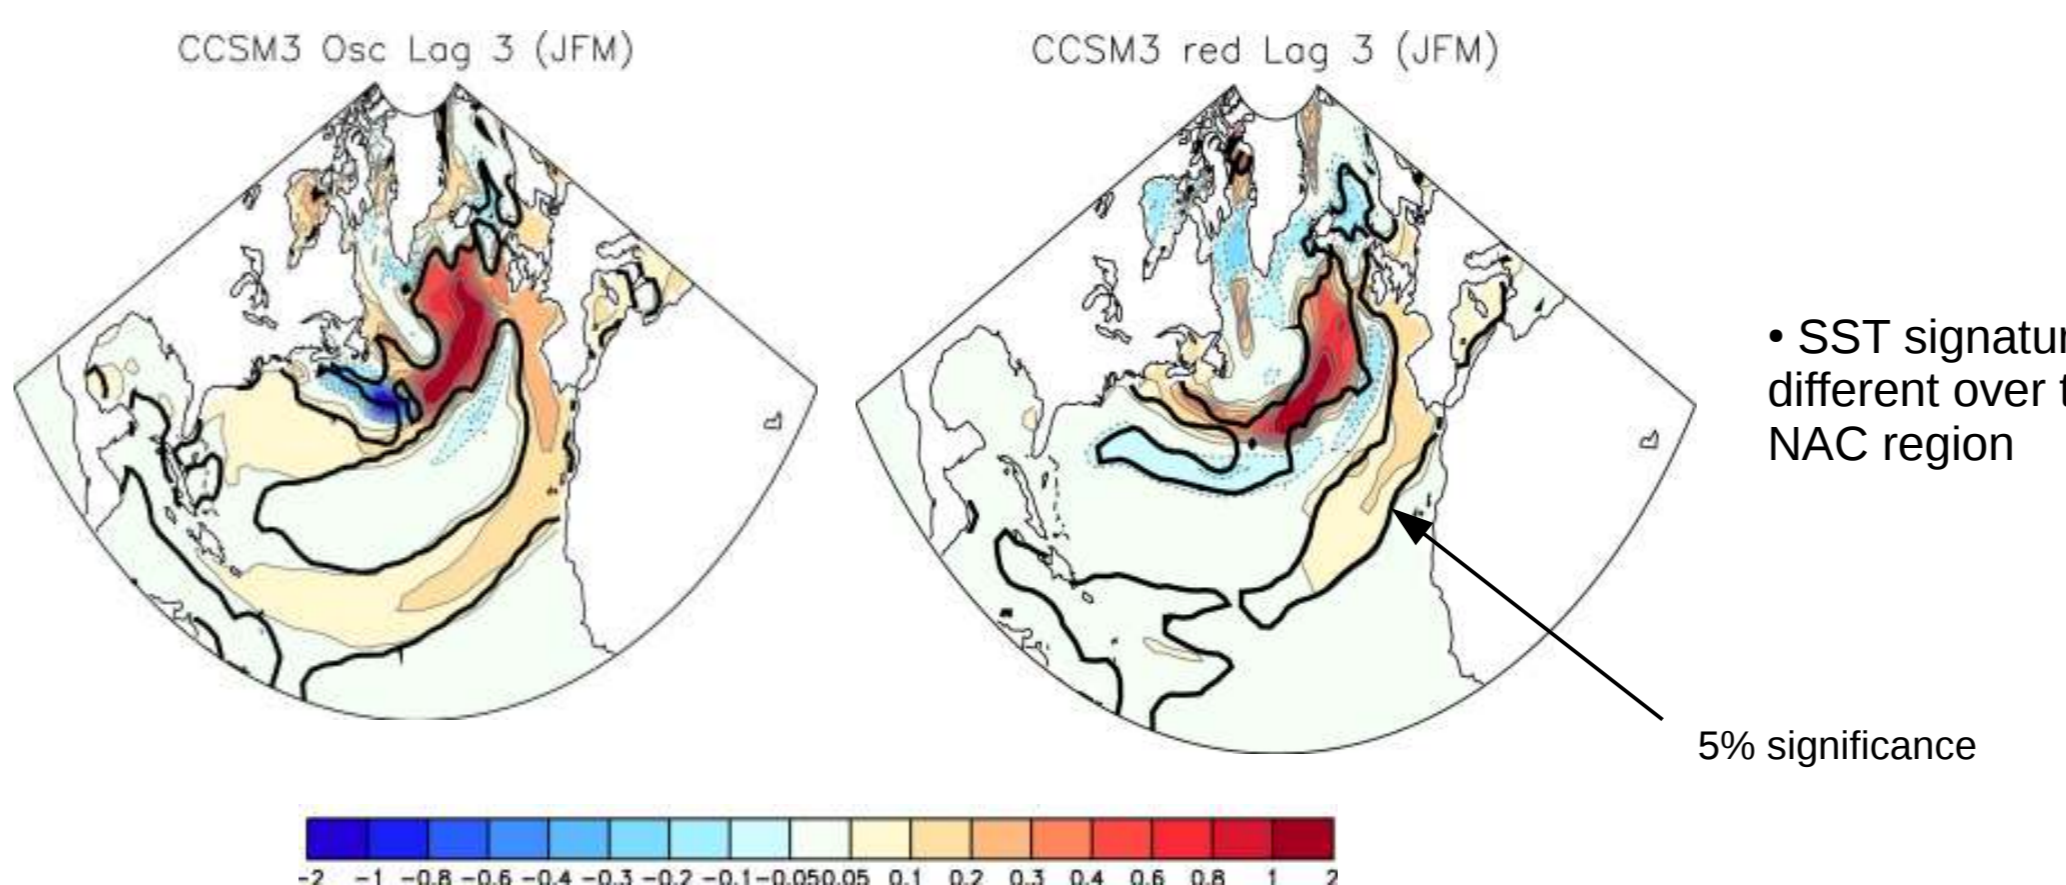 CCSM3 Osc Lag 3 (JFM)
CCSM3 red Lag 3 (JFM)
• SST
different over
NAC region
5% significance
-2 -1 -0.8 -0.6 -0.4 -0.3 -0.2 -0.1 -0.05 0.05 0.1 0.2 0.3 0.4 0.6 0.8 1 2